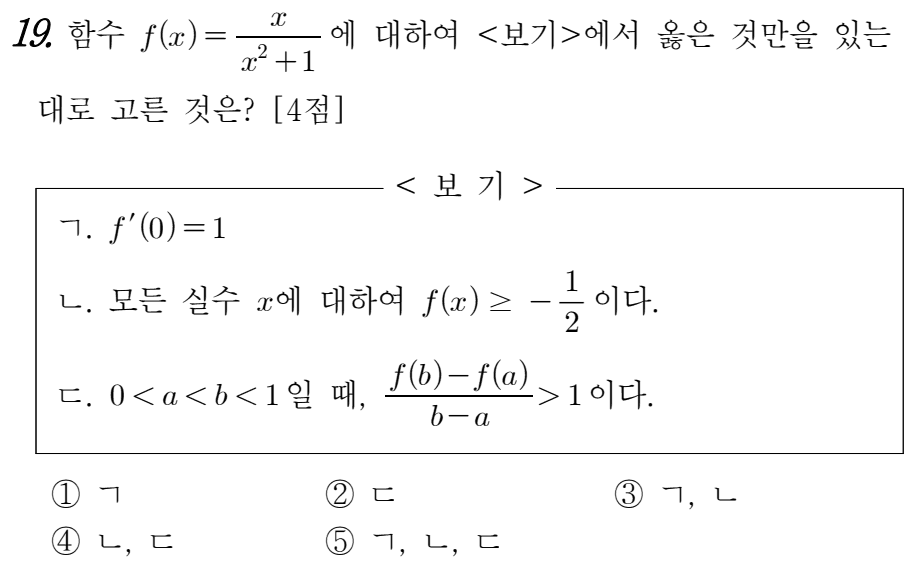 19. 함수 f(x)=x/(x²+1) 에 대하여 <보기>에서 옳은 것만을 있는
대로 고른 것은? [4점]
< 보 기 >
ㄱ. f′(0)=1
ㄴ. 모든 실수 x에 대하여 f(x) ≥ -1/2 이다.
ㄷ. 0<a<b<1일 때, (f(b)-f(a))/(b-a) > 1이다.
① ㄱ ② ㄷ ③ ㄱ, ㄴ
④ ㄴ, ㄷ ⑤ ㄱ, ㄴ, ㄷ